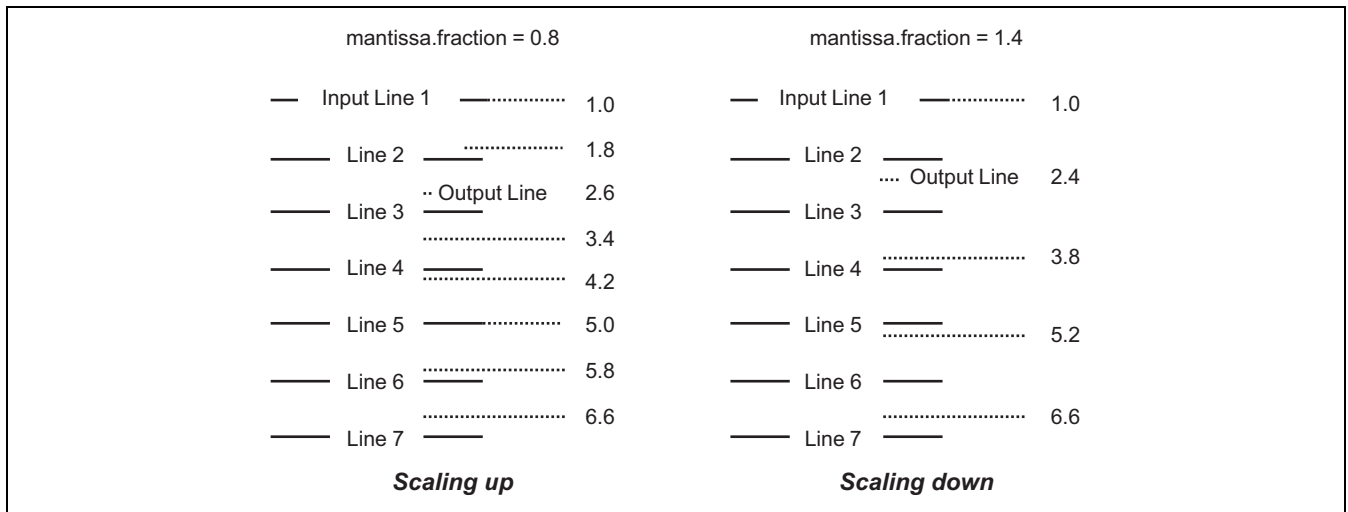 mantissa.fraction = 0.8
Input Line 1 1.0
Line 2 1.8
Output Line 2.6
Line 3
3.4
Line 4
4.2
Line 5 5.0
5.8
Line 6
6.6
Line 7
Scaling up
mantissa.fraction = 1.4
Input Line 1 1.0
Line 2
Output Line 2.4
Line 3
3.8
Line 4
Line 5
5.2
Line 6
6.6
Line 7
Scaling down